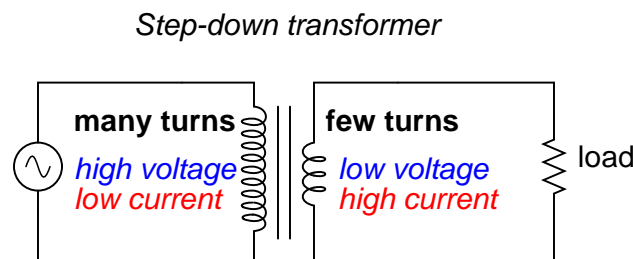 Step-down transformer
many turns
few turns
high voltage
low voltage
load
low current
high current